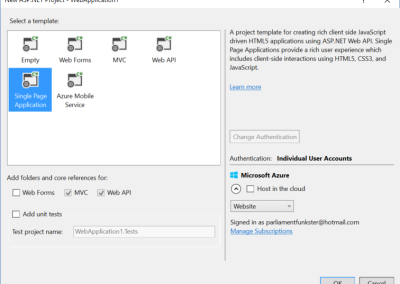 New ASP.NET Project - WebApplication1
Select a template:
Empty
Web Forms
MVC
Web API
Single Page
Application
Azure Mobile
Service
A project template for creating rich client side JavaScript
driven HTML5 applications using ASP.NET Web API. Single
Page Applications provide a rich user experience which
includes client-side interactions using HTML5, CSS3, and
JavaScript.
Learn more
Change Authentication
Authentication: Individual User Accounts
Microsoft Azure
Host in the cloud
Website
Signed in as parliamentfunkster@hotmail.com
Manage Subscriptions
Add folders and core references for:
Web Forms
MVC
Web API
Add unit tests
Test project name:
WebApplication1.Tests
OK
Cancel